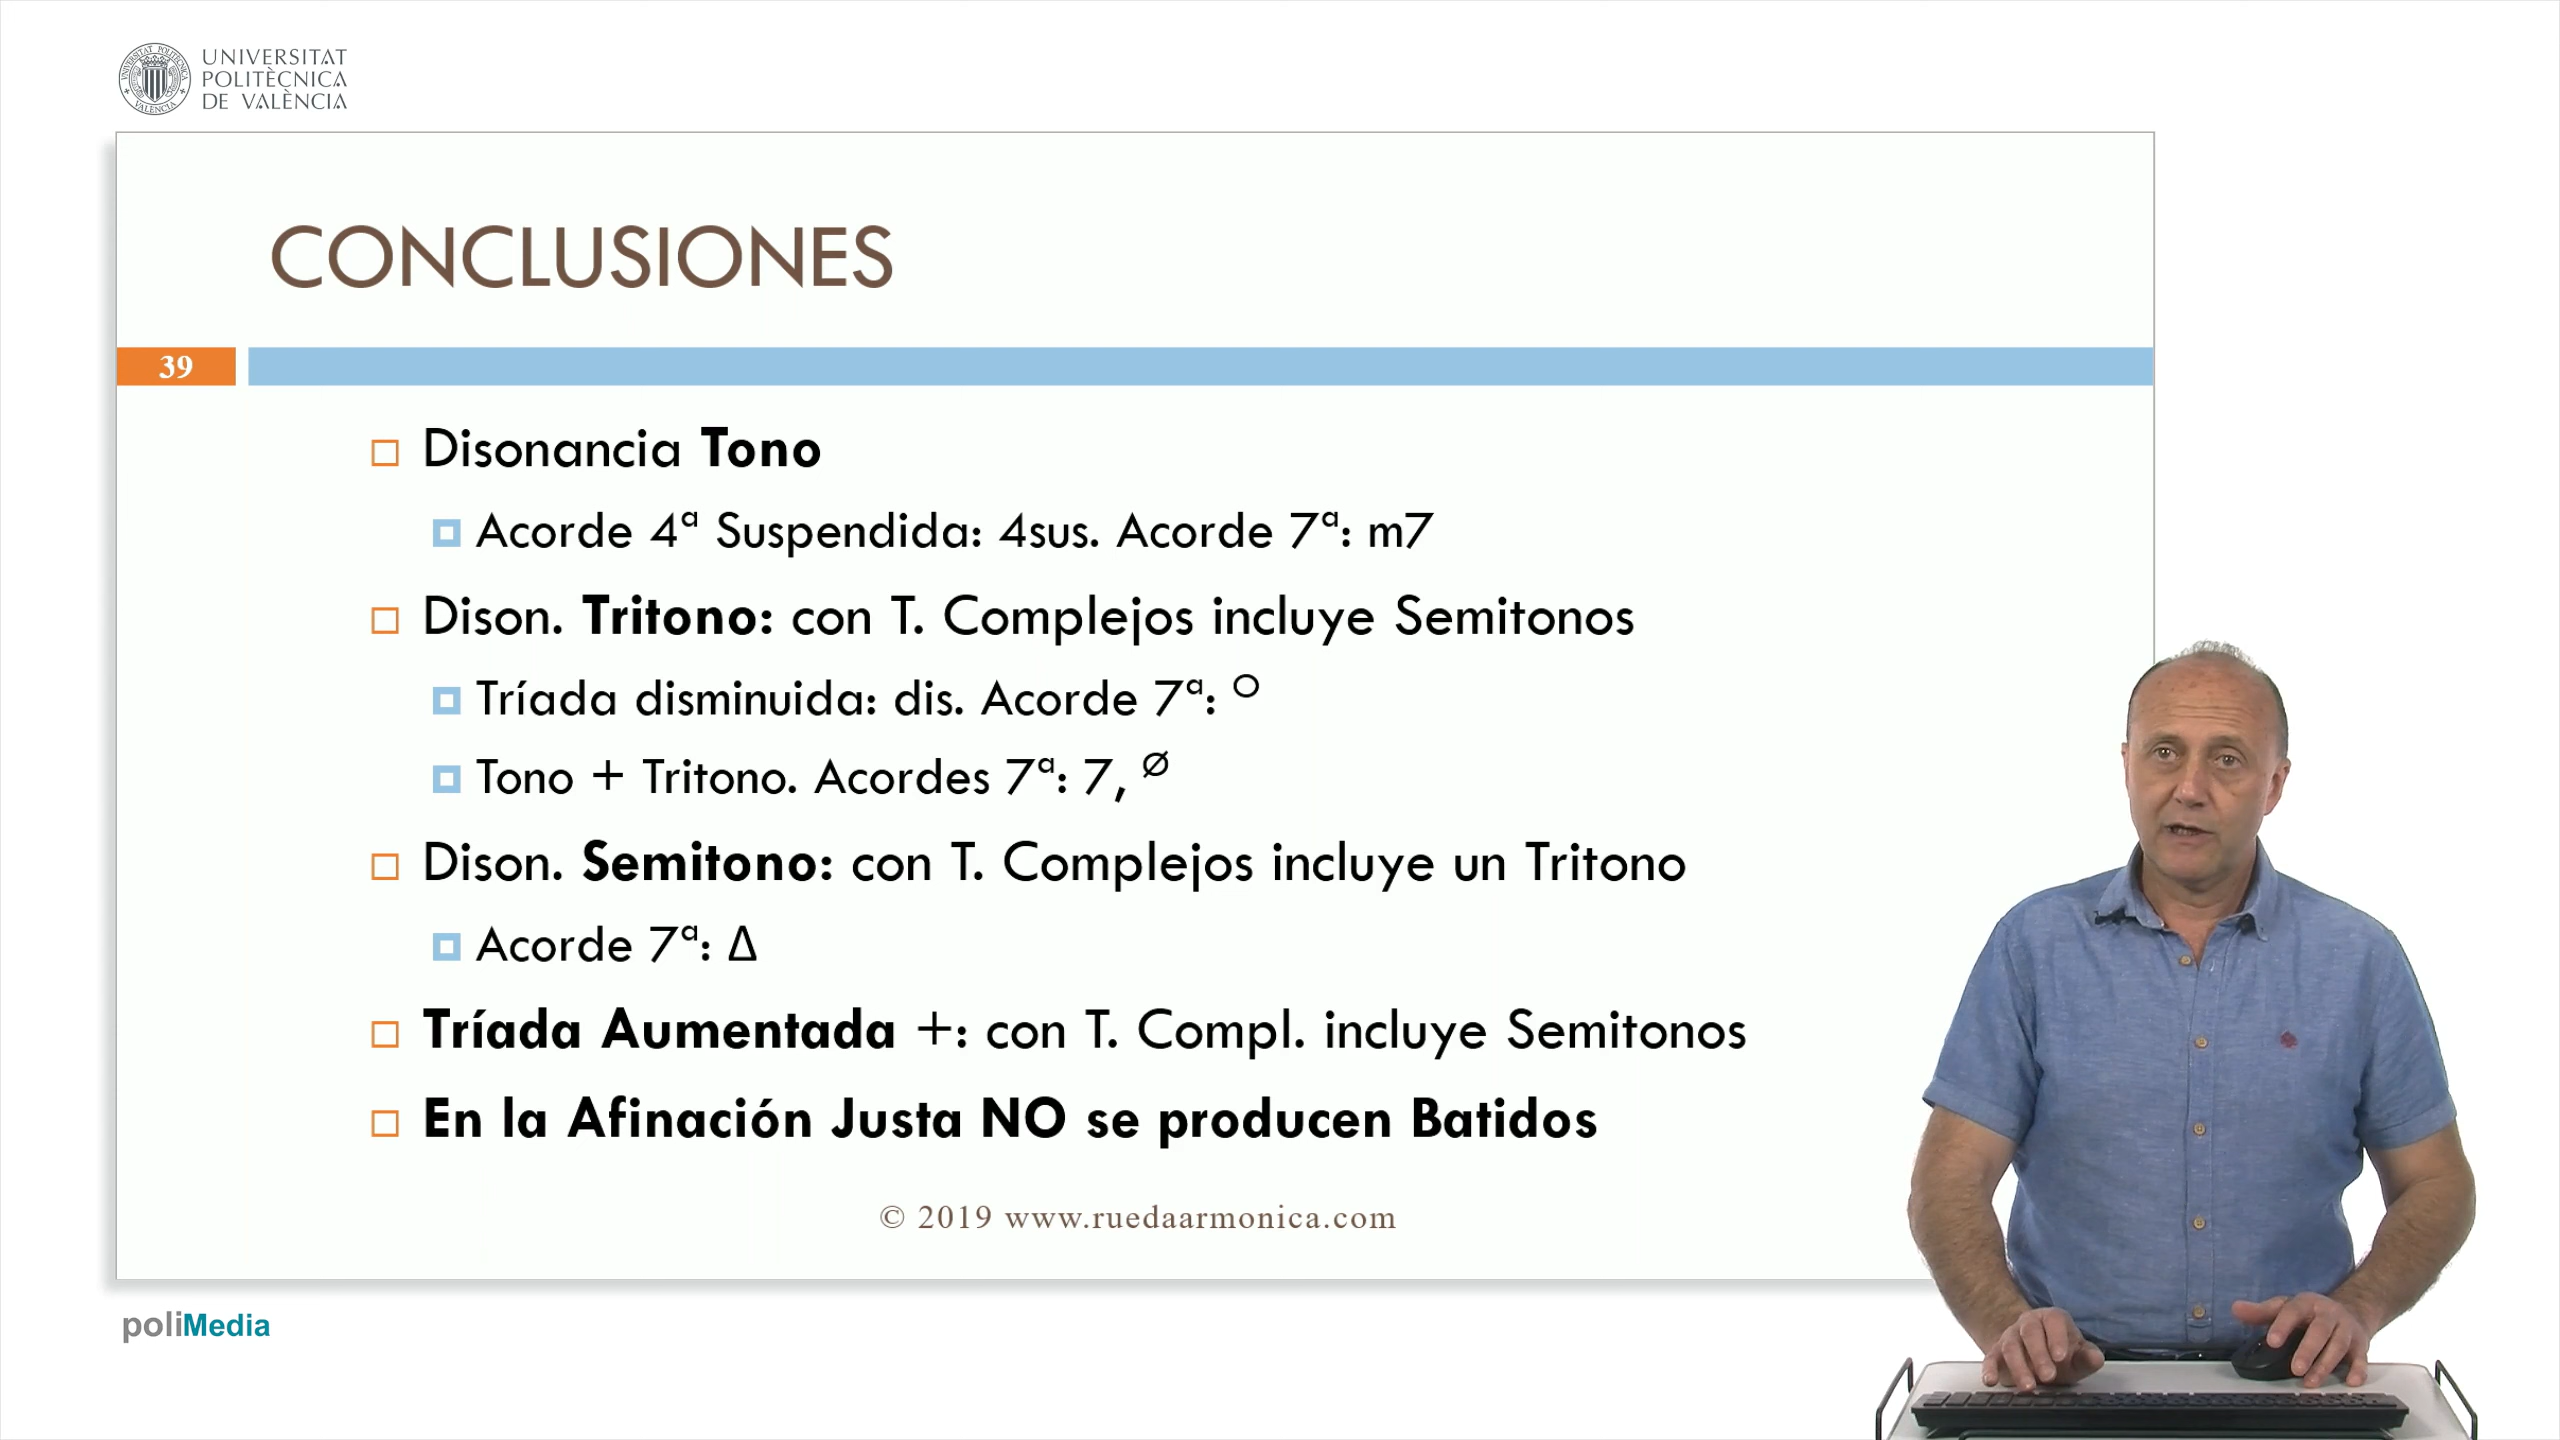 UNIVERSITAT
POLITÈCNICA
DE VALÈNCIA
CONCLUSIONES
39
Disonancia Tono
Acorde 4ª Suspendida: 4sus. Acorde 7ª: m7
Dison. Tritono: con T. Complejos incluye Semitonos
Tríada disminuida: dis. Acorde 7ª: O
Tono + Tritono. Acordes 7ª: 7, Ø
Dison. Semitono: con T. Complejos incluye un Tritono
Acorde 7ª: Δ
Tríada Aumentada +: con T. Compl. incluye Semitonos
En la Afinación Justa NO se producen Batidos
© 2019 www.ruedaarmonica.com
poliMedia